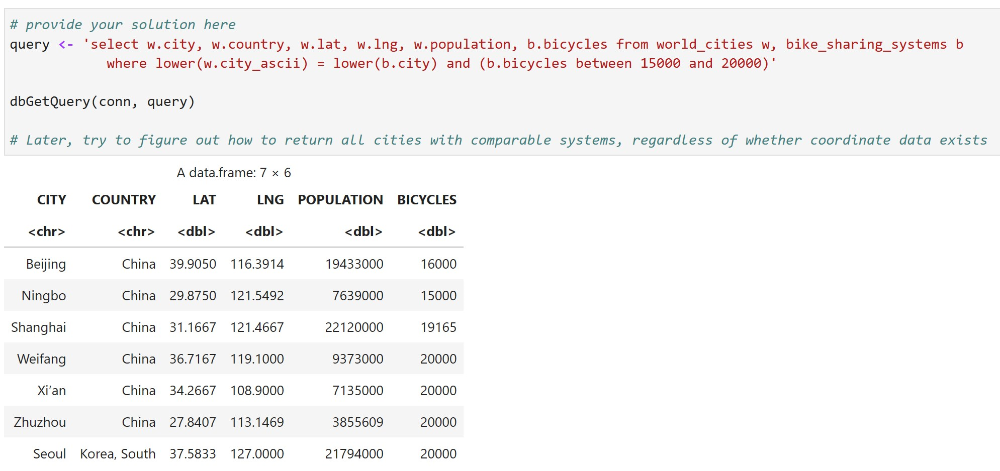 # provide your solution here
query <- 'select w.city, w.country, w.lat, w.lng, w.population, b.bicycles from world_cities w, bike_sharing_systems b
where lower(w.city_ascii) = lower(b.city) and (b.bicycles between 15000 and 20000)'
dbGetQuery(conn, query)
# Later, try to figure out how to return all cities with comparable systems, regardless of whether coordinate data exists
A data.frame: 7 × 6
CITY COUNTRY LAT LNG POPULATION BICYCLES
<chr> <chr> <dbl> <dbl> <dbl> <dbl>
Beijing China 39.9050 116.3914 19433000 16000
Ningbo China 29.8750 121.5492 7639000 15000
Shanghai China 31.1667 121.4667 22120000 19165
Weifang China 36.7167 119.1000 9373000 20000
Xi’an China 34.2667 108.9000 7135000 20000
Zhuzhou China 27.8407 113.1469 3855609 20000
Seoul Korea, South 37.5833 127.0000 21794000 20000